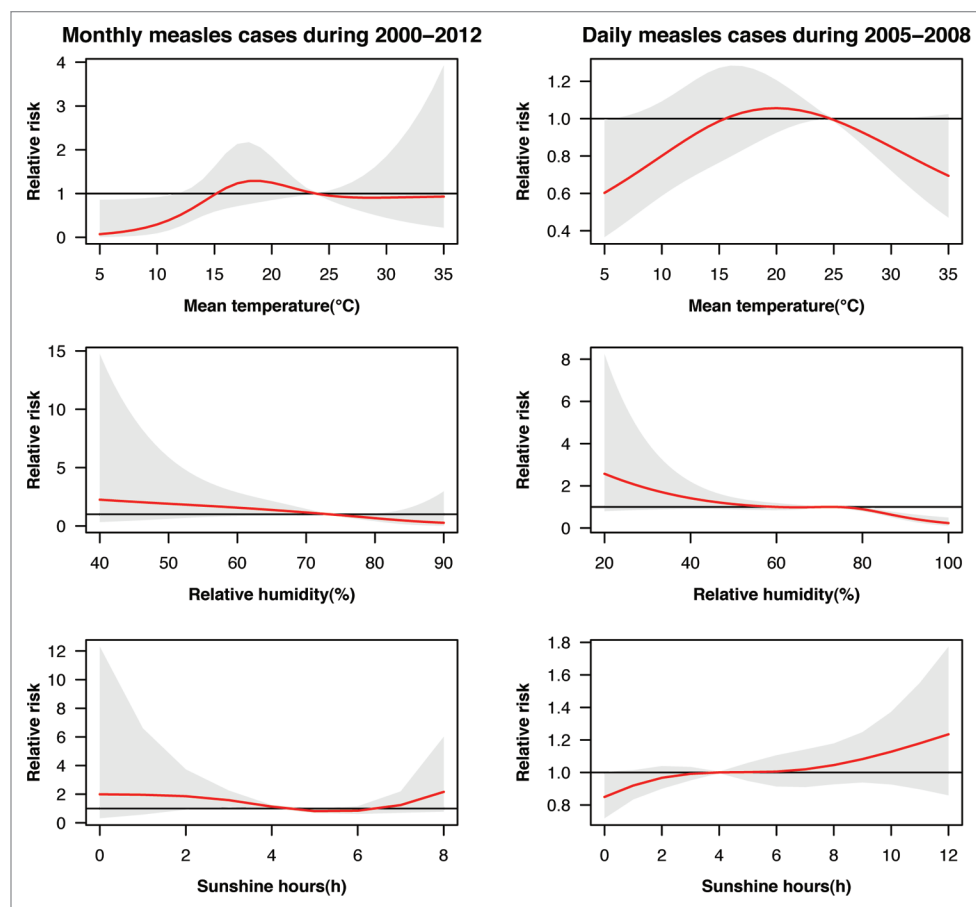 Monthly measles cases during 2000–2012
Relative risk
4
3
2
1
0
5 10 15 20 25 30 35
Mean temperature(°C)
Daily measles cases during 2005–2008
Relative risk
1.2
1.0
0.8
0.6
0.4
5 10 15 20 25 30 35
Mean temperature(°C)
Relative risk
15
10
5
0
40 50 60 70 80 90
Relative humidity(%)
Relative risk
8
6
4
2
0
20 40 60 80 100
Relative humidity(%)
Relative risk
12
10
8
6
4
2
0
0 2 4 6 8
Sunshine hours(h)
Relative risk
1.8
1.6
1.4
1.2
1.0
0.8
0 2 4 6 8 10 12
Sunshine hours(h)